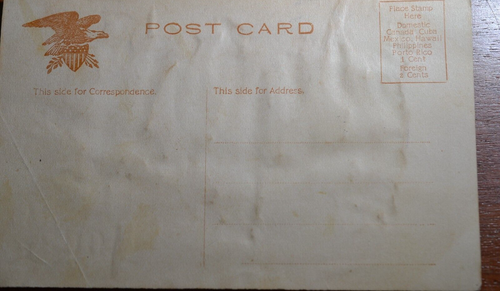 POST CARD
Place Stamp
Here
Domestic
Canada, Cuba
Mexico, Hawaii
Philippines
Porto Rico
1 Cent
Foreign
2 Cents
This side for Correspondence.
This side for Address.